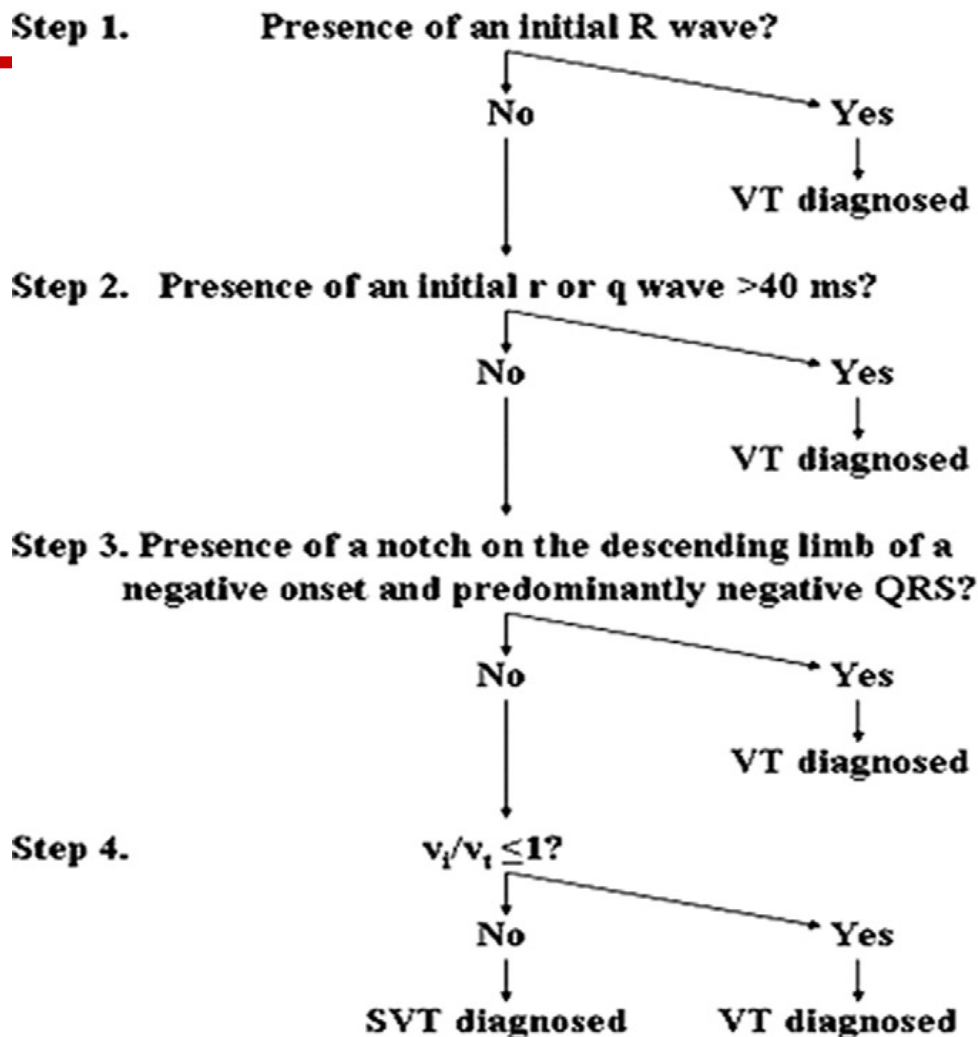 Step 1. Presence of an initial R wave?
No Yes
VT diagnosed
Step 2. Presence of an initial r or q wave >40 ms?
No Yes
VT diagnosed
Step 3. Presence of a notch on the descending limb of a
negative onset and predominantly negative QRS?
No Yes
VT diagnosed
Step 4. vi/vt ≤1?
No Yes
SVT diagnosed VT diagnosed